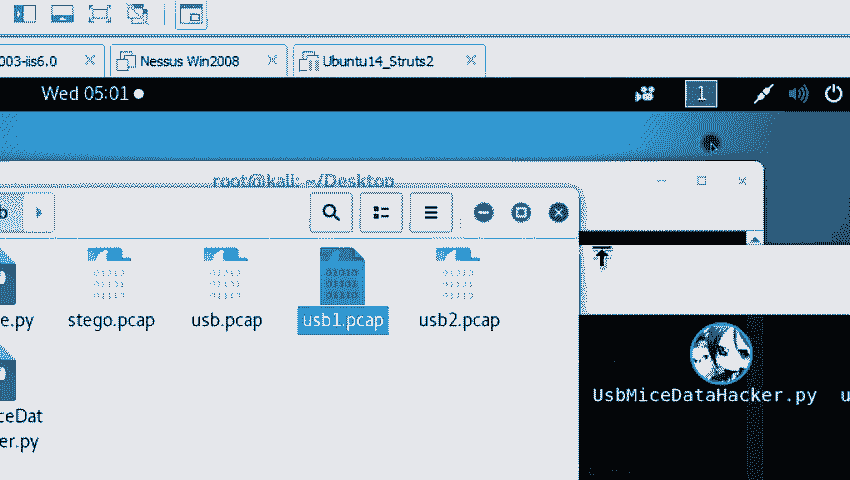 003-iis6.0
Nessus Win2008
Ubuntu14_Struts2
Wed 05:01
1
root@kali: ~/Desktop
b
e.py
stego.pcap
usb.pcap
usb1.pcap
usb2.pcap
UsbMiceDataHacker.py
u
ceDat
er.py